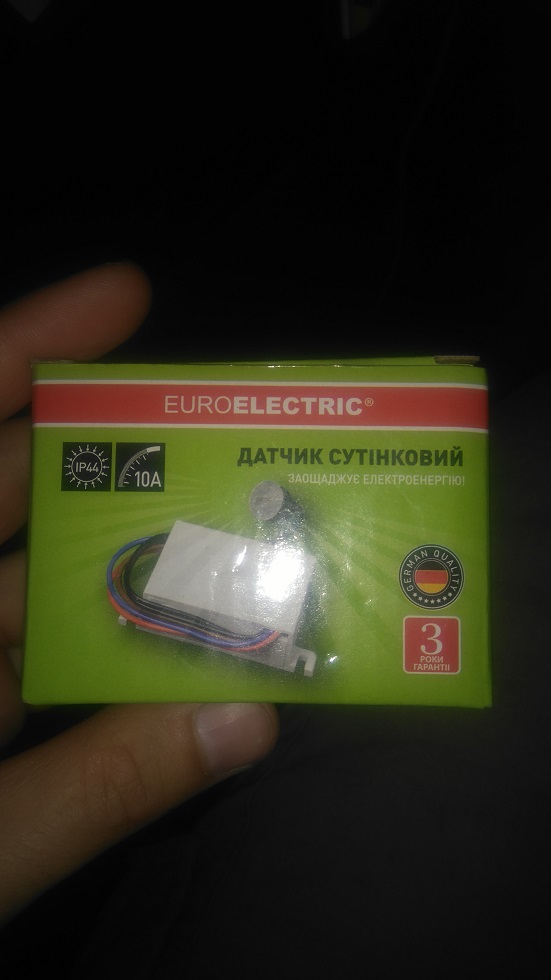 EUROELECTRIC®
IP44
10A
ДАТЧИК СУТІНКОВИЙ
ЗАОЩАДЖУЄ ЕЛЕКТРОЕНЕРГІЮ!
GERMAN QUALITY
3
РОКИ
ГАРАНТІЇ